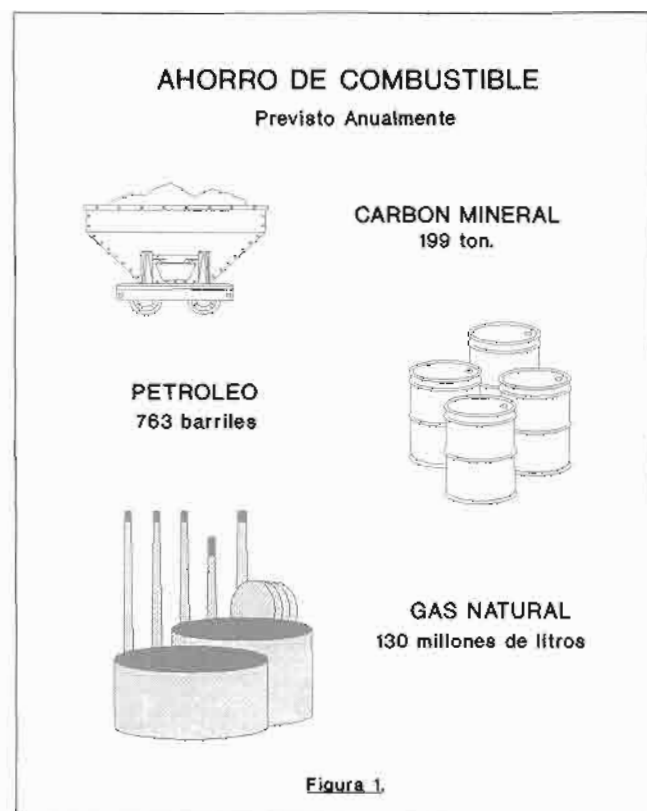 AHORRO DE COMBUSTIBLE
Previsto Anualmente
CARBON MINERAL
199 ton.
PETROLEO
763 barriles
GAS NATURAL
130 millones de litros
Figura 1.